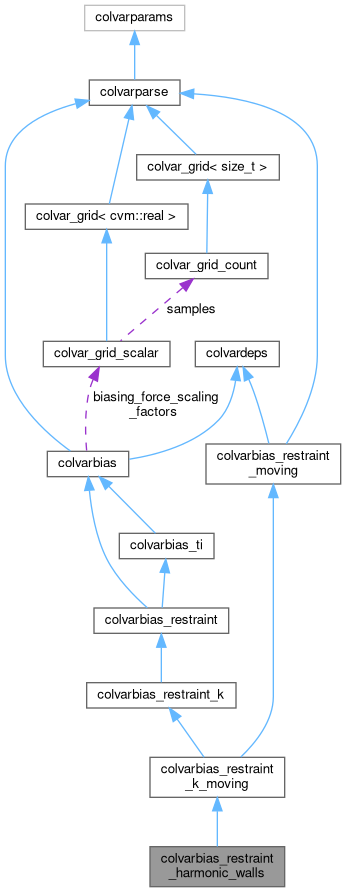 colvarparams
colvarparse
colvar_grid< size_t >
colvar_grid< cvm::real >
colvar_grid_count
samples
colvar_grid_scalar
colvardeps
biasing_force_scaling
_factors
colvarbias
colvarbias_restraint
_moving
colvarbias_ti
colvarbias_restraint
colvarbias_restraint_k
colvarbias_restraint
_k_moving
colvarbias_restraint
_harmonic_walls